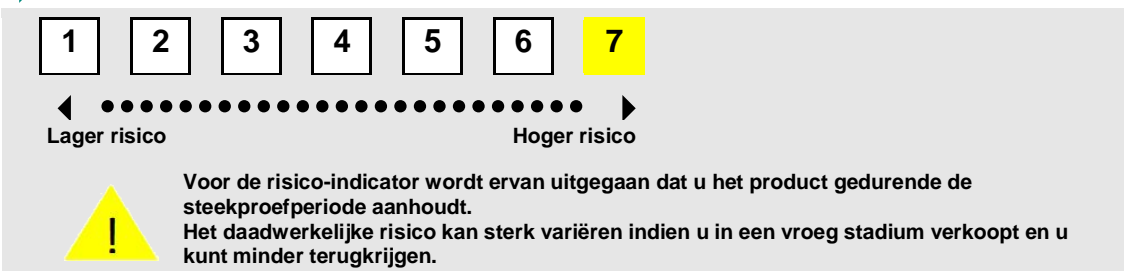 1 2 3 4 5 6 7
Lager risico Hoger risico
!
Voor de risico-indicator wordt ervan uitgegaan dat u het product gedurende de
steekproefperiode aanhoudt.
Het daadwerkelijke risico kan sterk variëren indien u in een vroeg stadium verkoopt en u
kunt minder terugkrijgen.